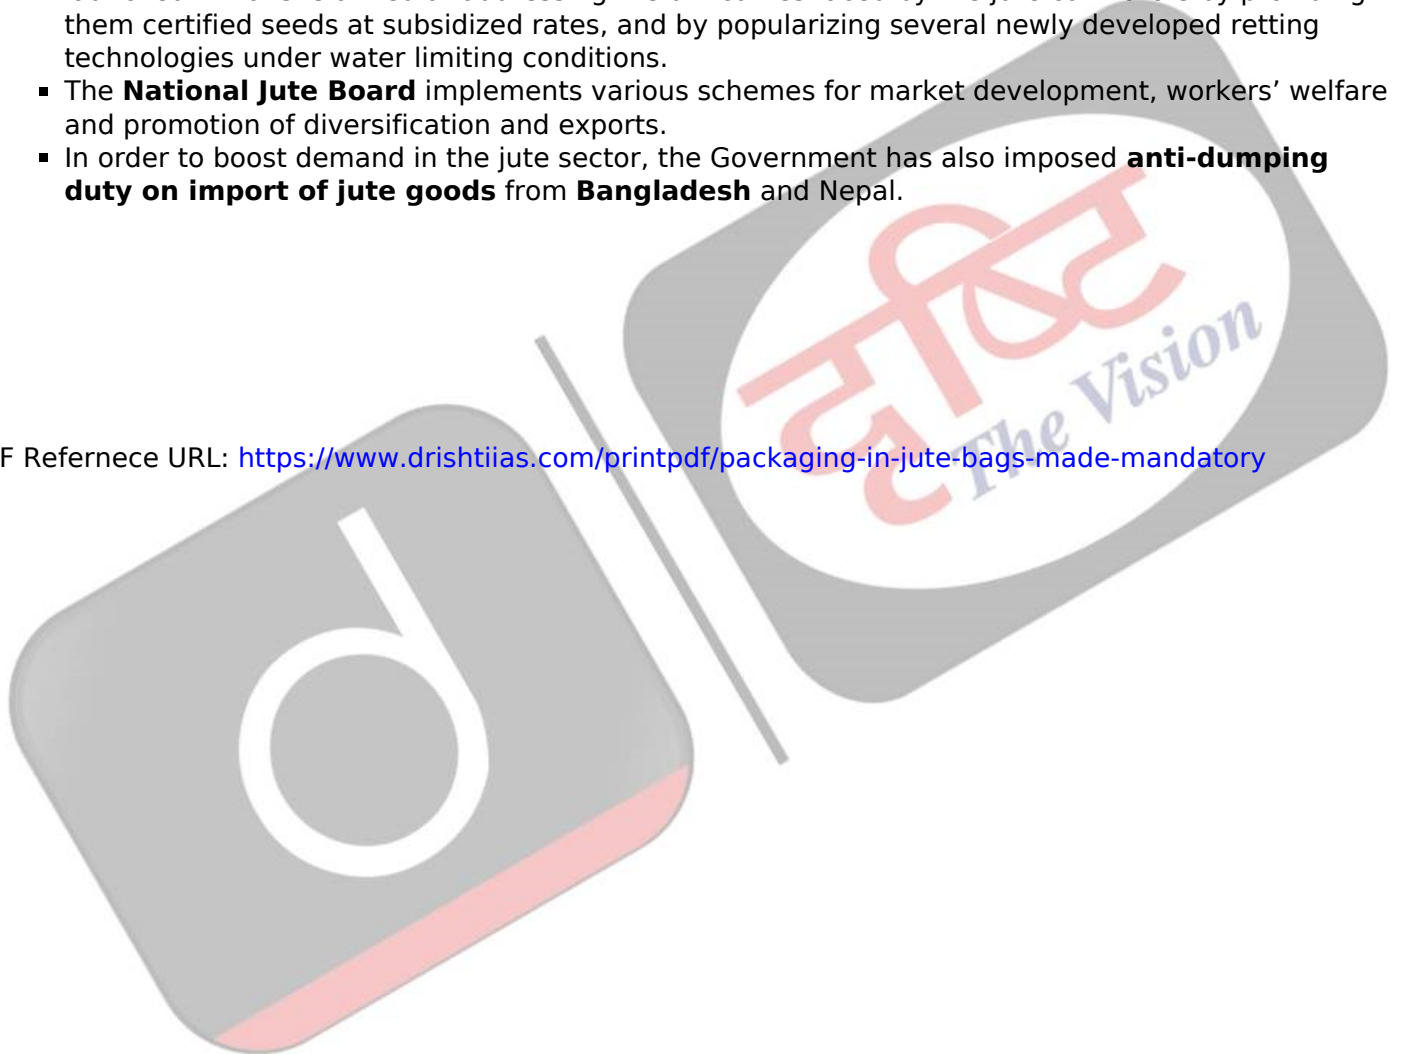 them certified seeds at subsidized rates, and by popularizing several newly developed retting
technologies under water limiting conditions.
▪ The National Jute Board implements various schemes for market development, workers' welfare
and promotion of diversification and exports.
▪ In order to boost demand in the jute sector, the Government has also imposed anti-dumping
duty on import of jute goods from Bangladesh and Nepal.
दृष्टि
The Vision
F Refernece URL: https://www.drishtiias.com/printpdf/packaging-in-jute-bags-made-mandatory
d